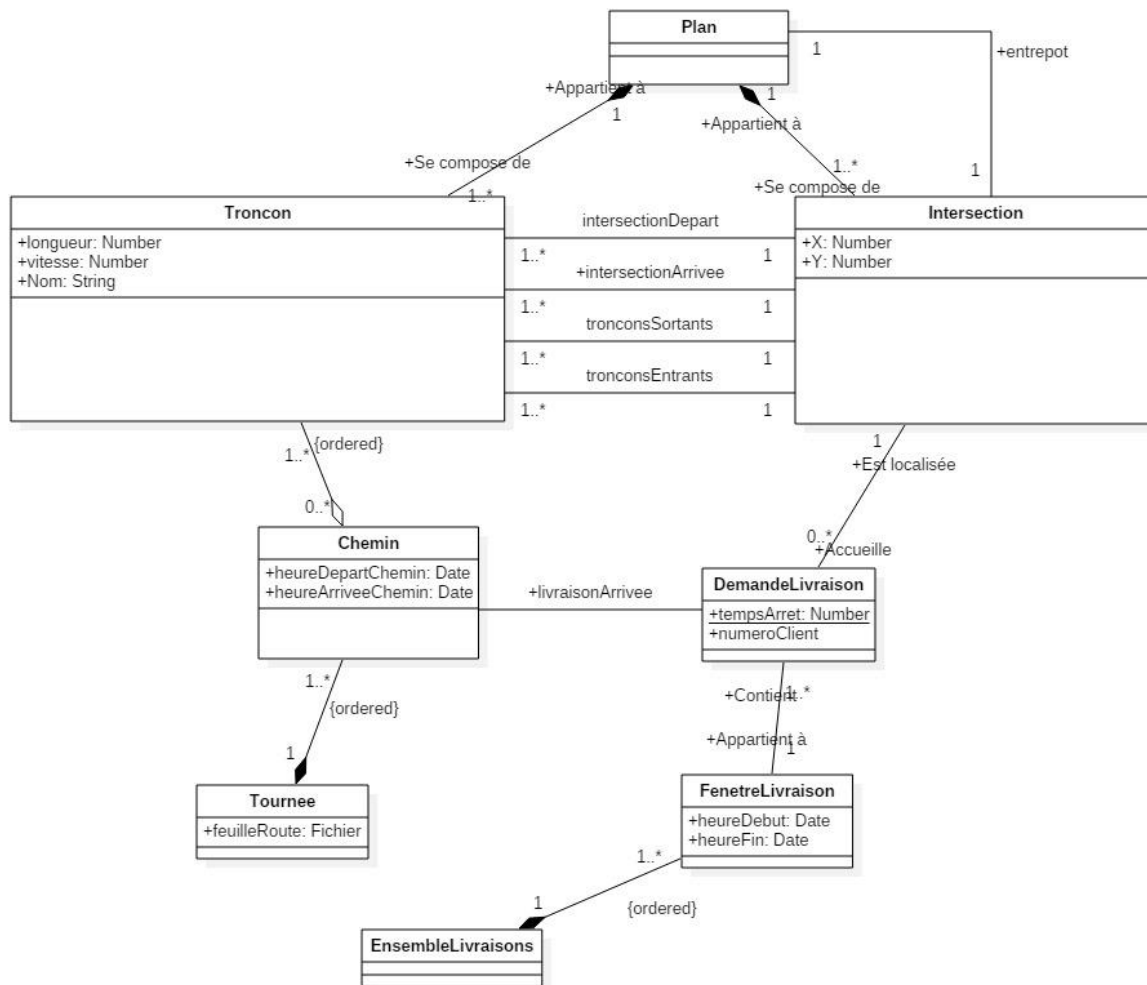 Plan
1
+entrepot
+Appartient à
1
1
+Appartient à
+Se compose de
1..*
1
1..*
+Se compose de
Troncon
+longueur: Number
+vitesse: Number
+Nom: String
Intersection
+X: Number
+Y: Number
intersectionDepart
1..*
1
+intersectionArrivee
1..*
1
tronconsSortants
1..*
1
tronconsEntrants
1..*
1
1..*
{ordered}
1
+Est localisée
0..*
0..*
+Accueille
Chemin
+heureDepartChemin: Date
+heureArriveeChemin: Date
+livraisonArrivee
DemandeLivraison
+tempsArret: Number
+numeroClient
1..*
{ordered}
+Contient
1..*
1
+Appartient à
1
Tournee
+feuilleRoute: Fichier
FenetreLivraison
+heureDebut: Date
+heureFin: Date
1..*
1
{ordered}
EnsembleLivraisons